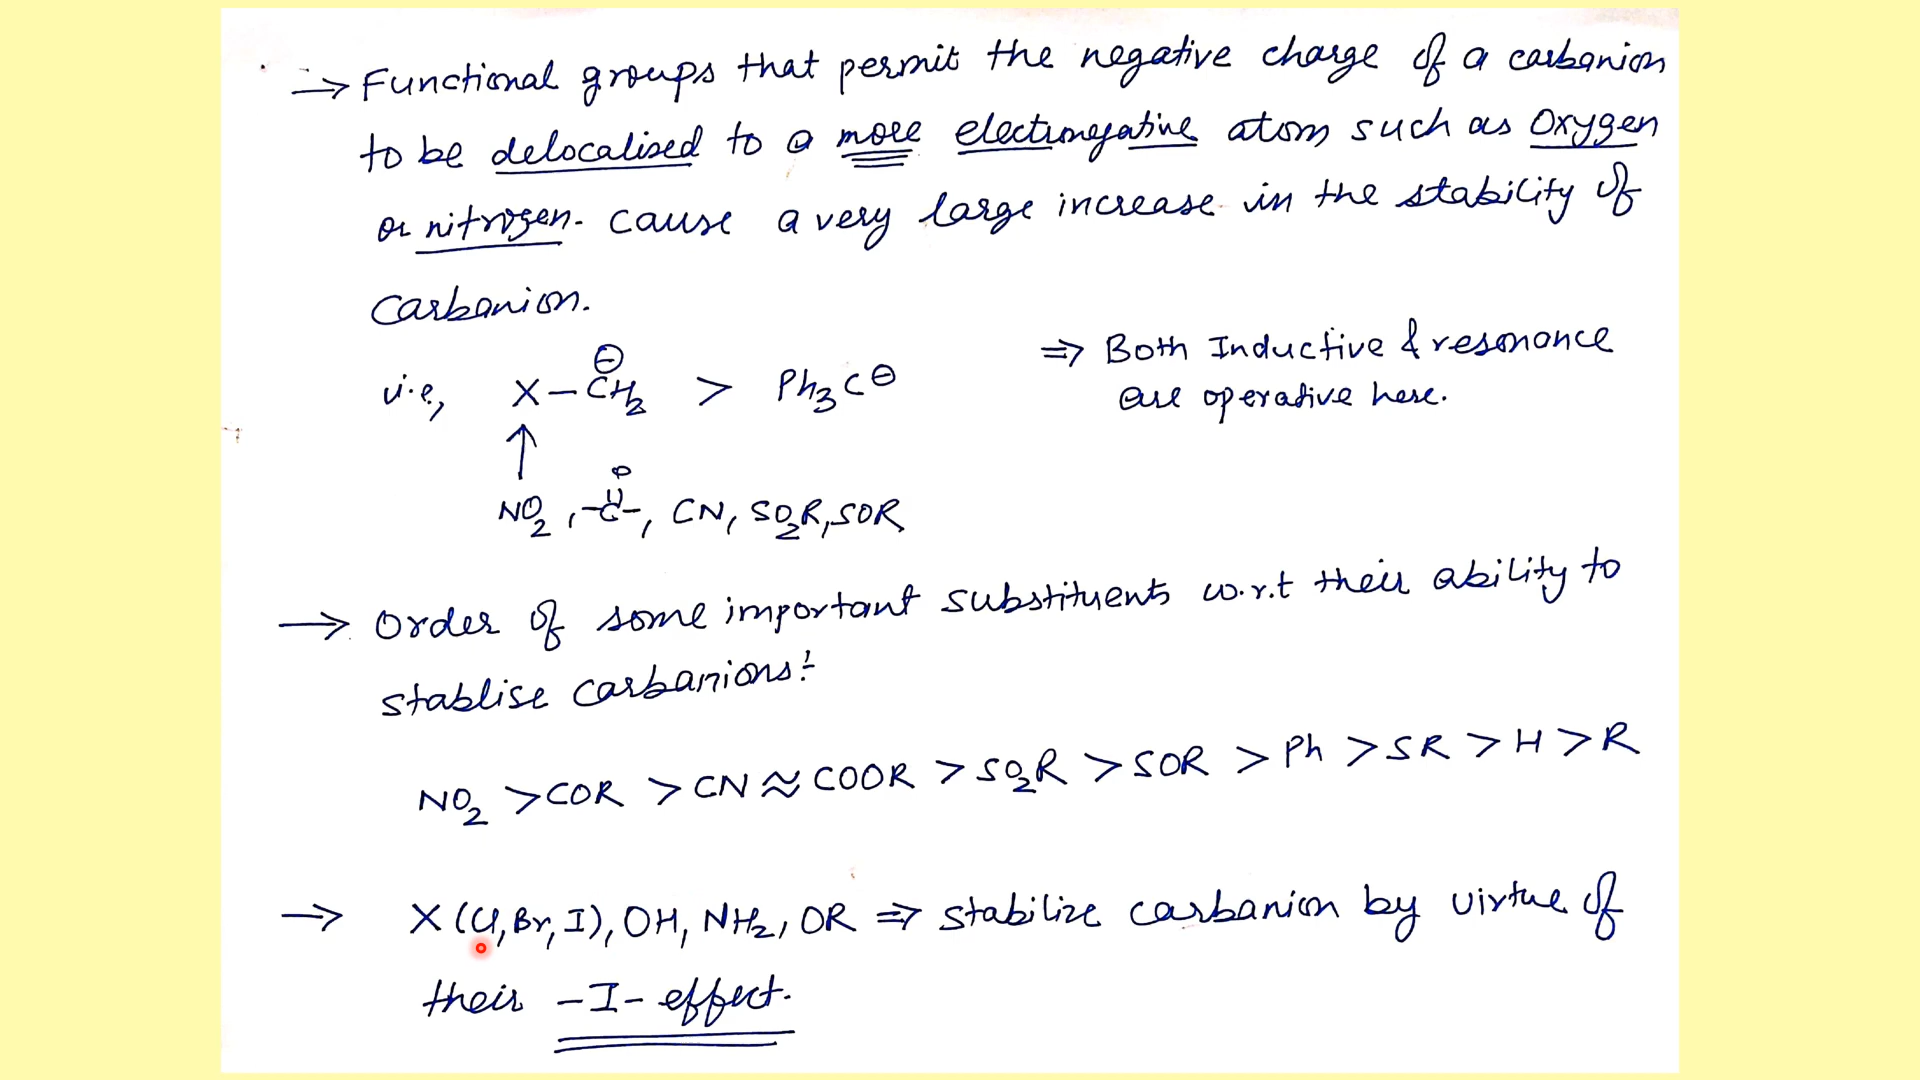 ⇒ Functional groups that permit the negative charge of a carbanion
to be delocalised to a more electronegative atom such as oxygen
or nitrogen. cause a very large increase in the stability of
carbanion.
i.e, X-CH2⊖ > Ph3C⊖
⇒ Both Inductive & resonance
are operative here.
↑
NO2, -C(=O)-, CN, SO2R, SOR
→ Order of some important substituents w.r.t their ability to
stablise carbanions:-
NO2 > COR > CN ≈ COOR > SO2R > SOR > Ph > SR > H > R
→ X (Cl, Br, I), OH, NH2, OR ⇒ stabilize carbanion by virtue of
their -I- effect.